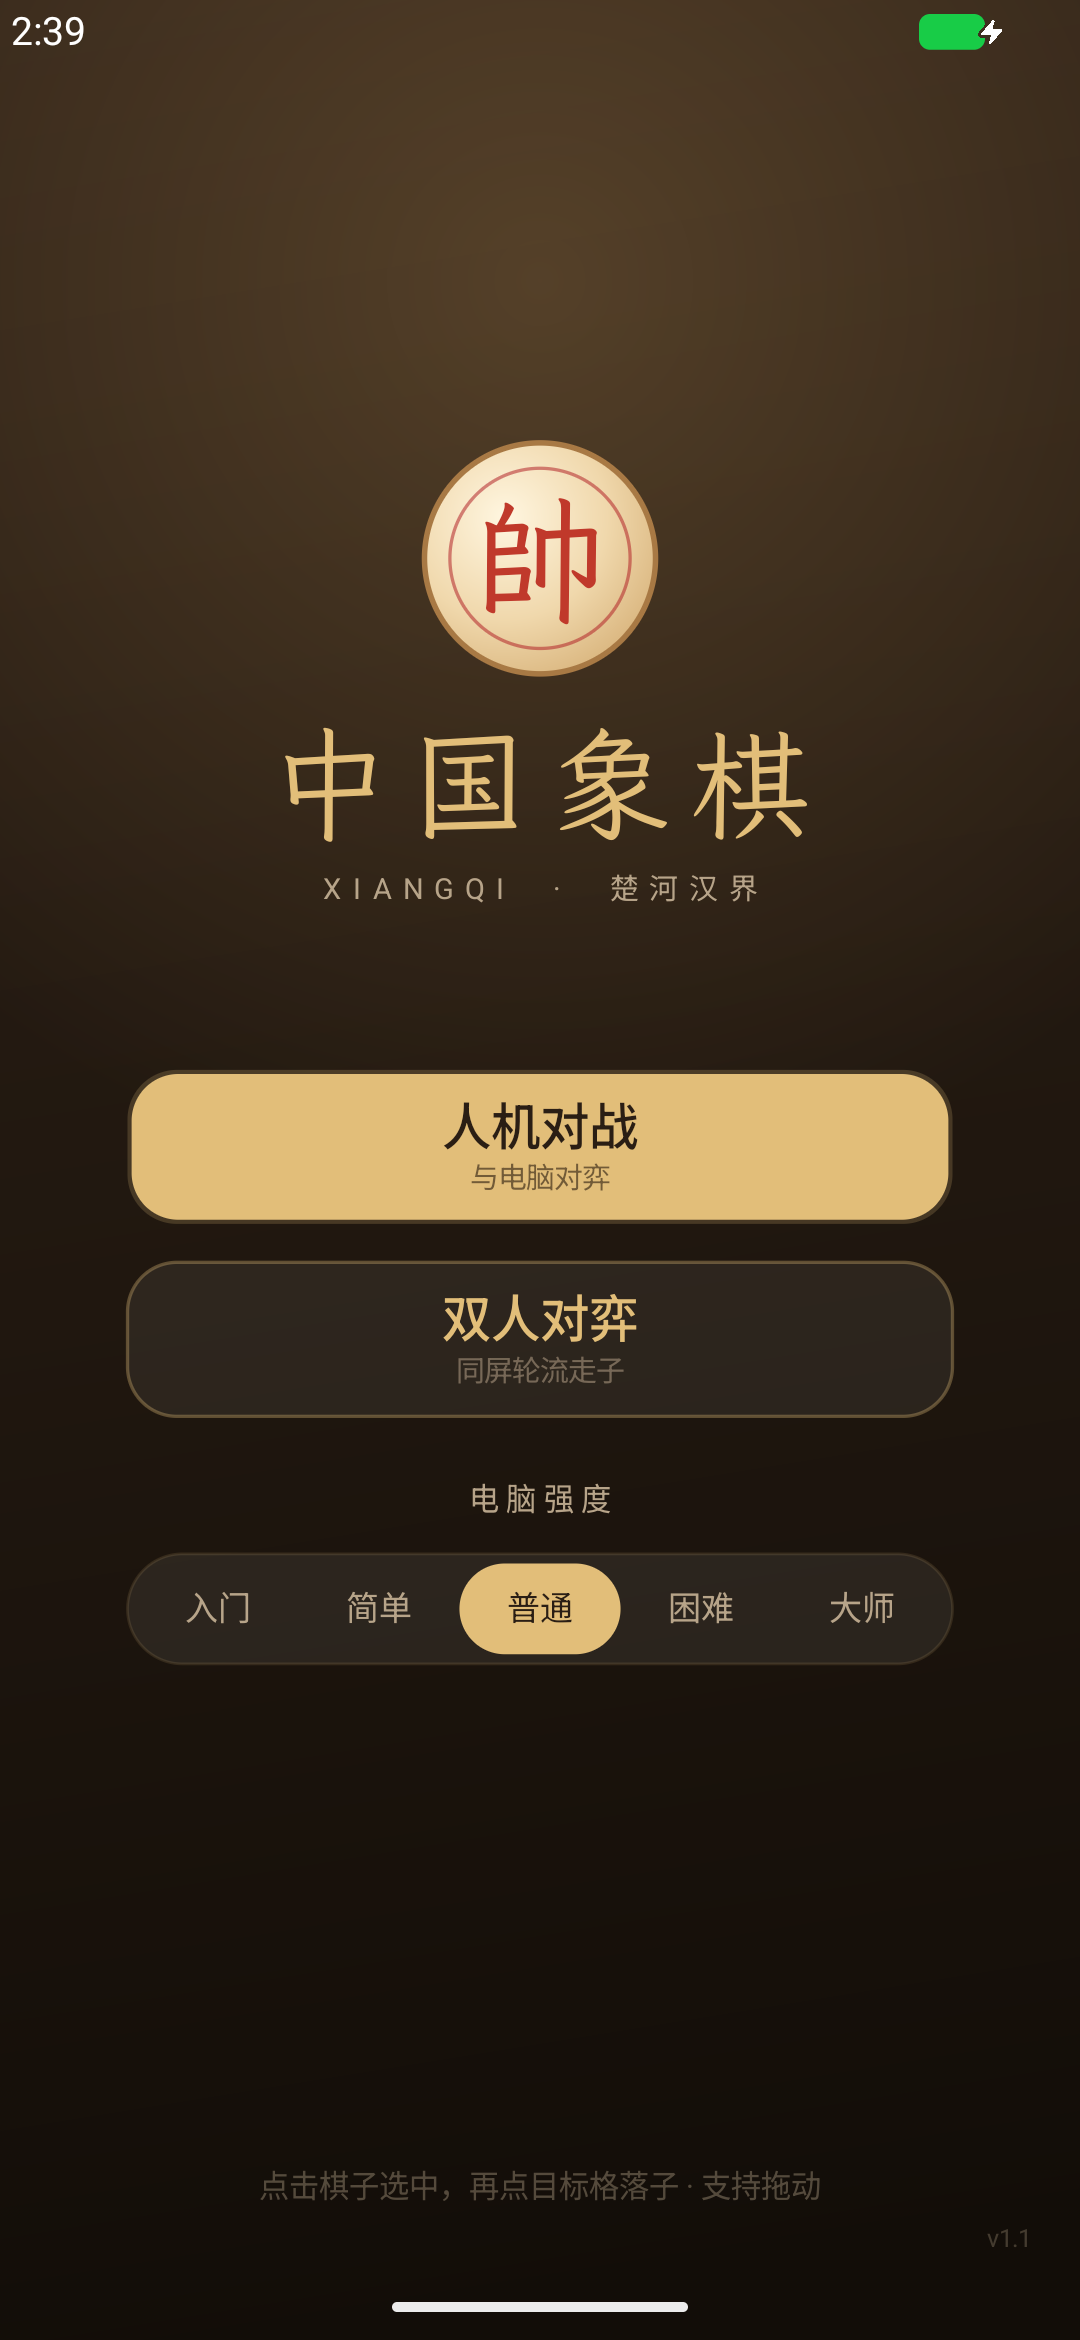 2:39
帥
中国象棋
XIANGQI · 楚河汉界
人机对战
与电脑对弈
双人对弈
同屏轮流走子
电脑强度
入门 简单 普通 困难 大师
点击棋子选中，再点目标格落子 · 支持拖动
v1.1